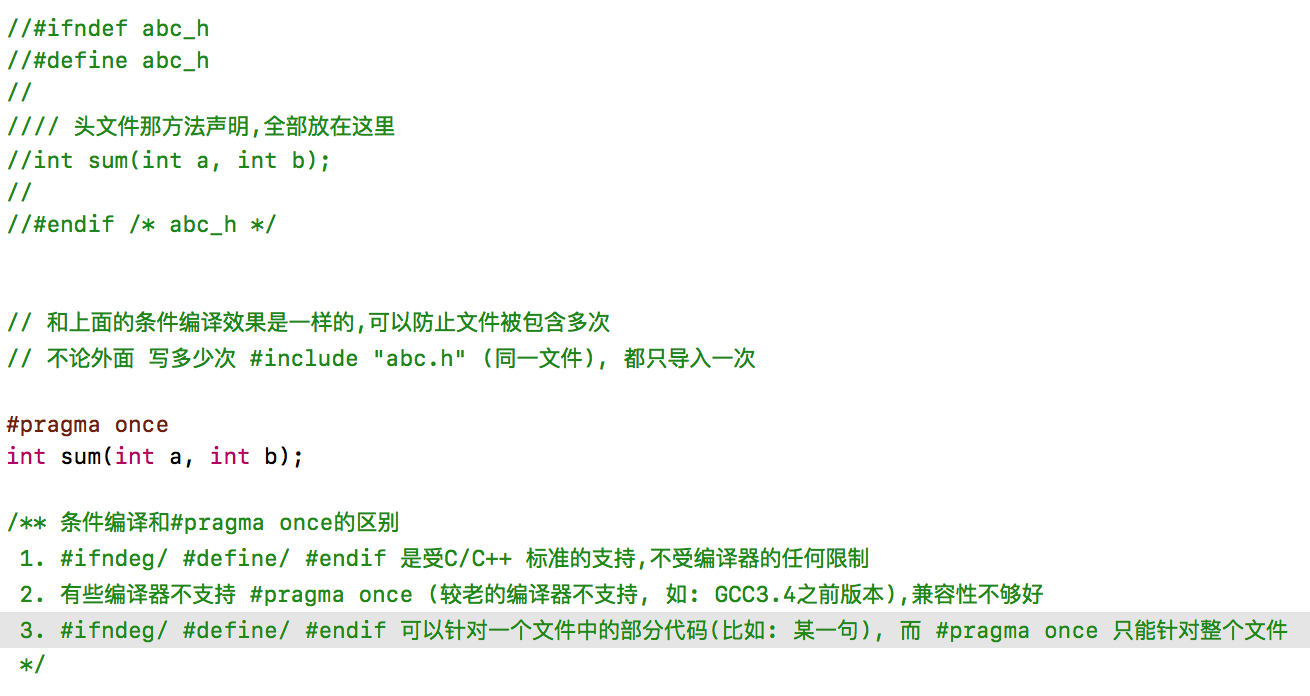 //#ifndef abc_h
//#define abc_h
//
//// 头文件那方法声明,全部放在这里
//int sum(int a, int b);
//
//#endif /* abc_h */
// 和上面的条件编译效果是一样的,可以防止文件被包含多次
// 不论外面 写多少次 #include "abc.h" (同一文件), 都只导入一次
#pragma once
int sum(int a, int b);
/** 条件编译和#pragma once的区别
1. #ifndeg/ #define/ #endif 是受C/C++ 标准的支持,不受编译器的任何限制
2. 有些编译器不支持 #pragma once (较老的编译器不支持, 如: GCC3.4之前版本),兼容性不够好
3. #ifndeg/ #define/ #endif 可以针对一个文件中的部分代码(比如: 某一句), 而 #pragma once 只能针对整个文件
*/